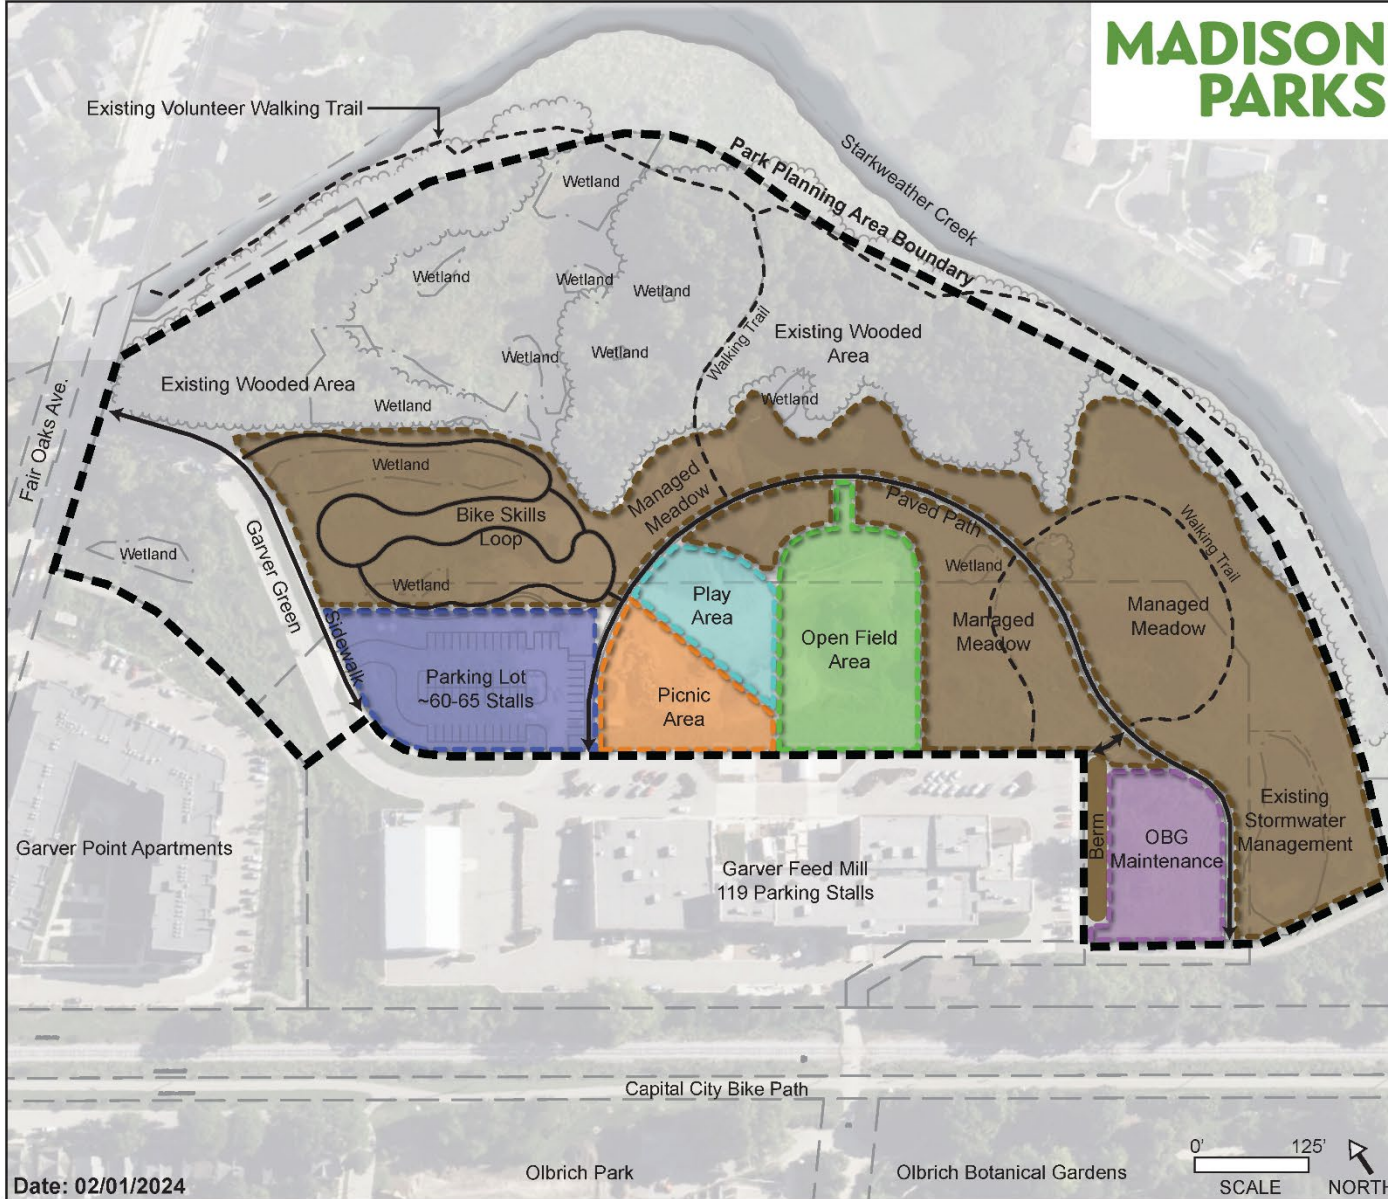 MADISON
PARKS
Existing Volunteer Walking Trail
Starkweather Creek
Park Planning Area Boundary
Wetland
Wetland
Wetland
Wetland
Walking Trail
Existing Wooded
Area
Wetland
Wetland
Existing Wooded Area
Wetland
Wetland
Fair Oaks Ave.
Wetland
Managed
Meadow
Bike Skills
Loop
Paved Path
Walking Trail
Garver Green
Wetland
Wetland
Wetland
Play
Area
Managed
Meadow
Managed
Meadow
Open Field
Area
Sidewalk
Parking Lot
~60-65 Stalls
Picnic
Area
Existing
Stormwater
Management
Berm
OBG
Maintenance
Garver Point Apartments
Garver Feed Mill
119 Parking Stalls
Capital City Bike Path
Olbrich Park
Olbrich Botanical Gardens
0' 125'
SCALE
NORTH
Date: 02/01/2024